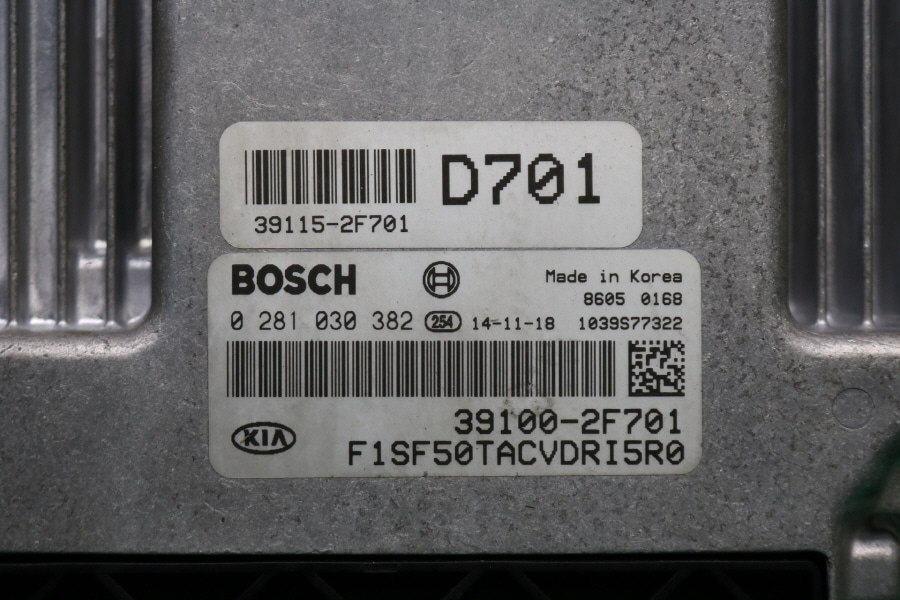 D701
39115-2F701
BOSCH
Made in Korea
8605 0168
0 281 030 382 254 14-11-18 1039S77322
39100-2F701
KIA
F1SF50TACVDRI5R0